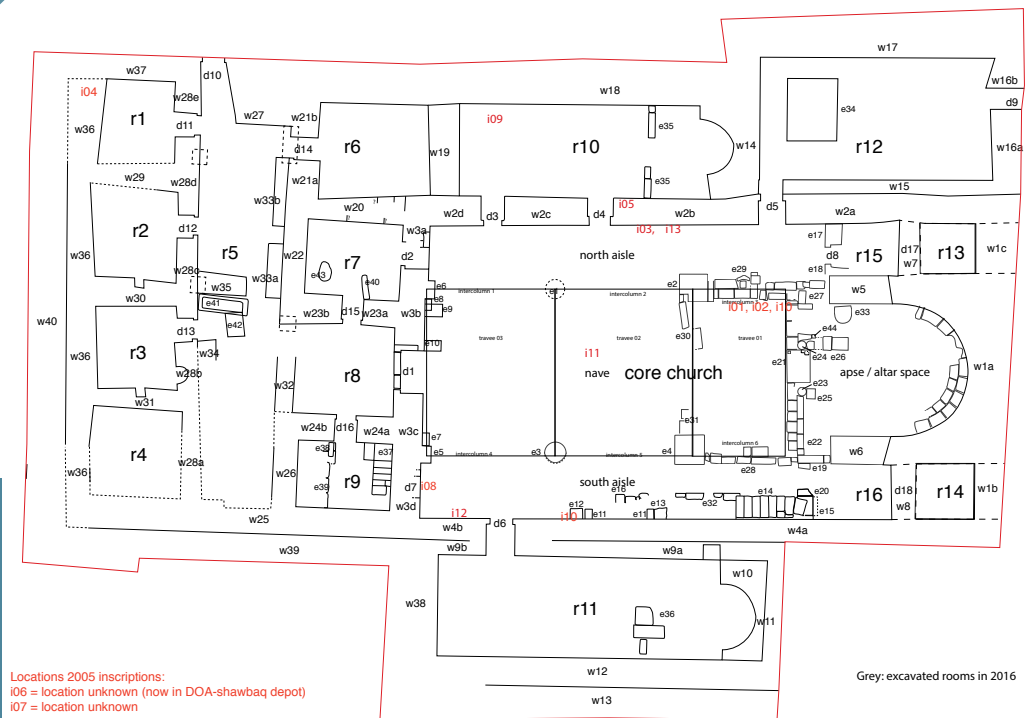 w17
w37
d10
w16b
i04
w28e
w18
d9
e34
w36
r1
w27
w21b
i09
e35
w16a
d11
d14
r6
w19
r10
w14
r12
w29
w28d
w21a
e35
w15
w33b
w20
i05
d5
w2d
d3
w2c
d4
w2b
w2a
r2
w3a
i03, i13
e17
d12
r5
w22
d2
north aisle
d8
r15
d17
r13
w1c
w36
r7
w7
w28c
w33a
e43
e40
e29
e18
w35
e6
intercolumn 1
intercolumn 2
e2
w5
w30
e41
w23b
d15
w23a
w3b
e8
e9
i01, i02, i10
e27
e33
w40
e42
e30
d13
e10
travee 03
travee 02
travee 01
e44
w36
r3
w34
i11
e21
e24
e26
w28b
r8
d1
nave
core church
apse / altar space
w1a
w32
e23
e25
w31
w24b
d16
w24a
w3c
e7
e31
intercolumn 6
e22
r4
w28a
e38
e37
e5
intercolumn 4
e3
intercolumn 5
e4
w6
e28
e19
w36
w26
e39
r9
d7
i08
south aisle
e16
e32
e14
e20
r16
d18
r14
w1b
w25
w3d
e12
e13
e15
w8
i12
i10
e11
e11
w4b
d6
w4a
w39
w9b
w9a
w10
w38
r11
e36
w11
w12
Locations 2005 inscriptions:
i06 = location unknown (now in DOA-shawbaq depot)
i07 = location unknown
Grey: excavated rooms in 2016
w13